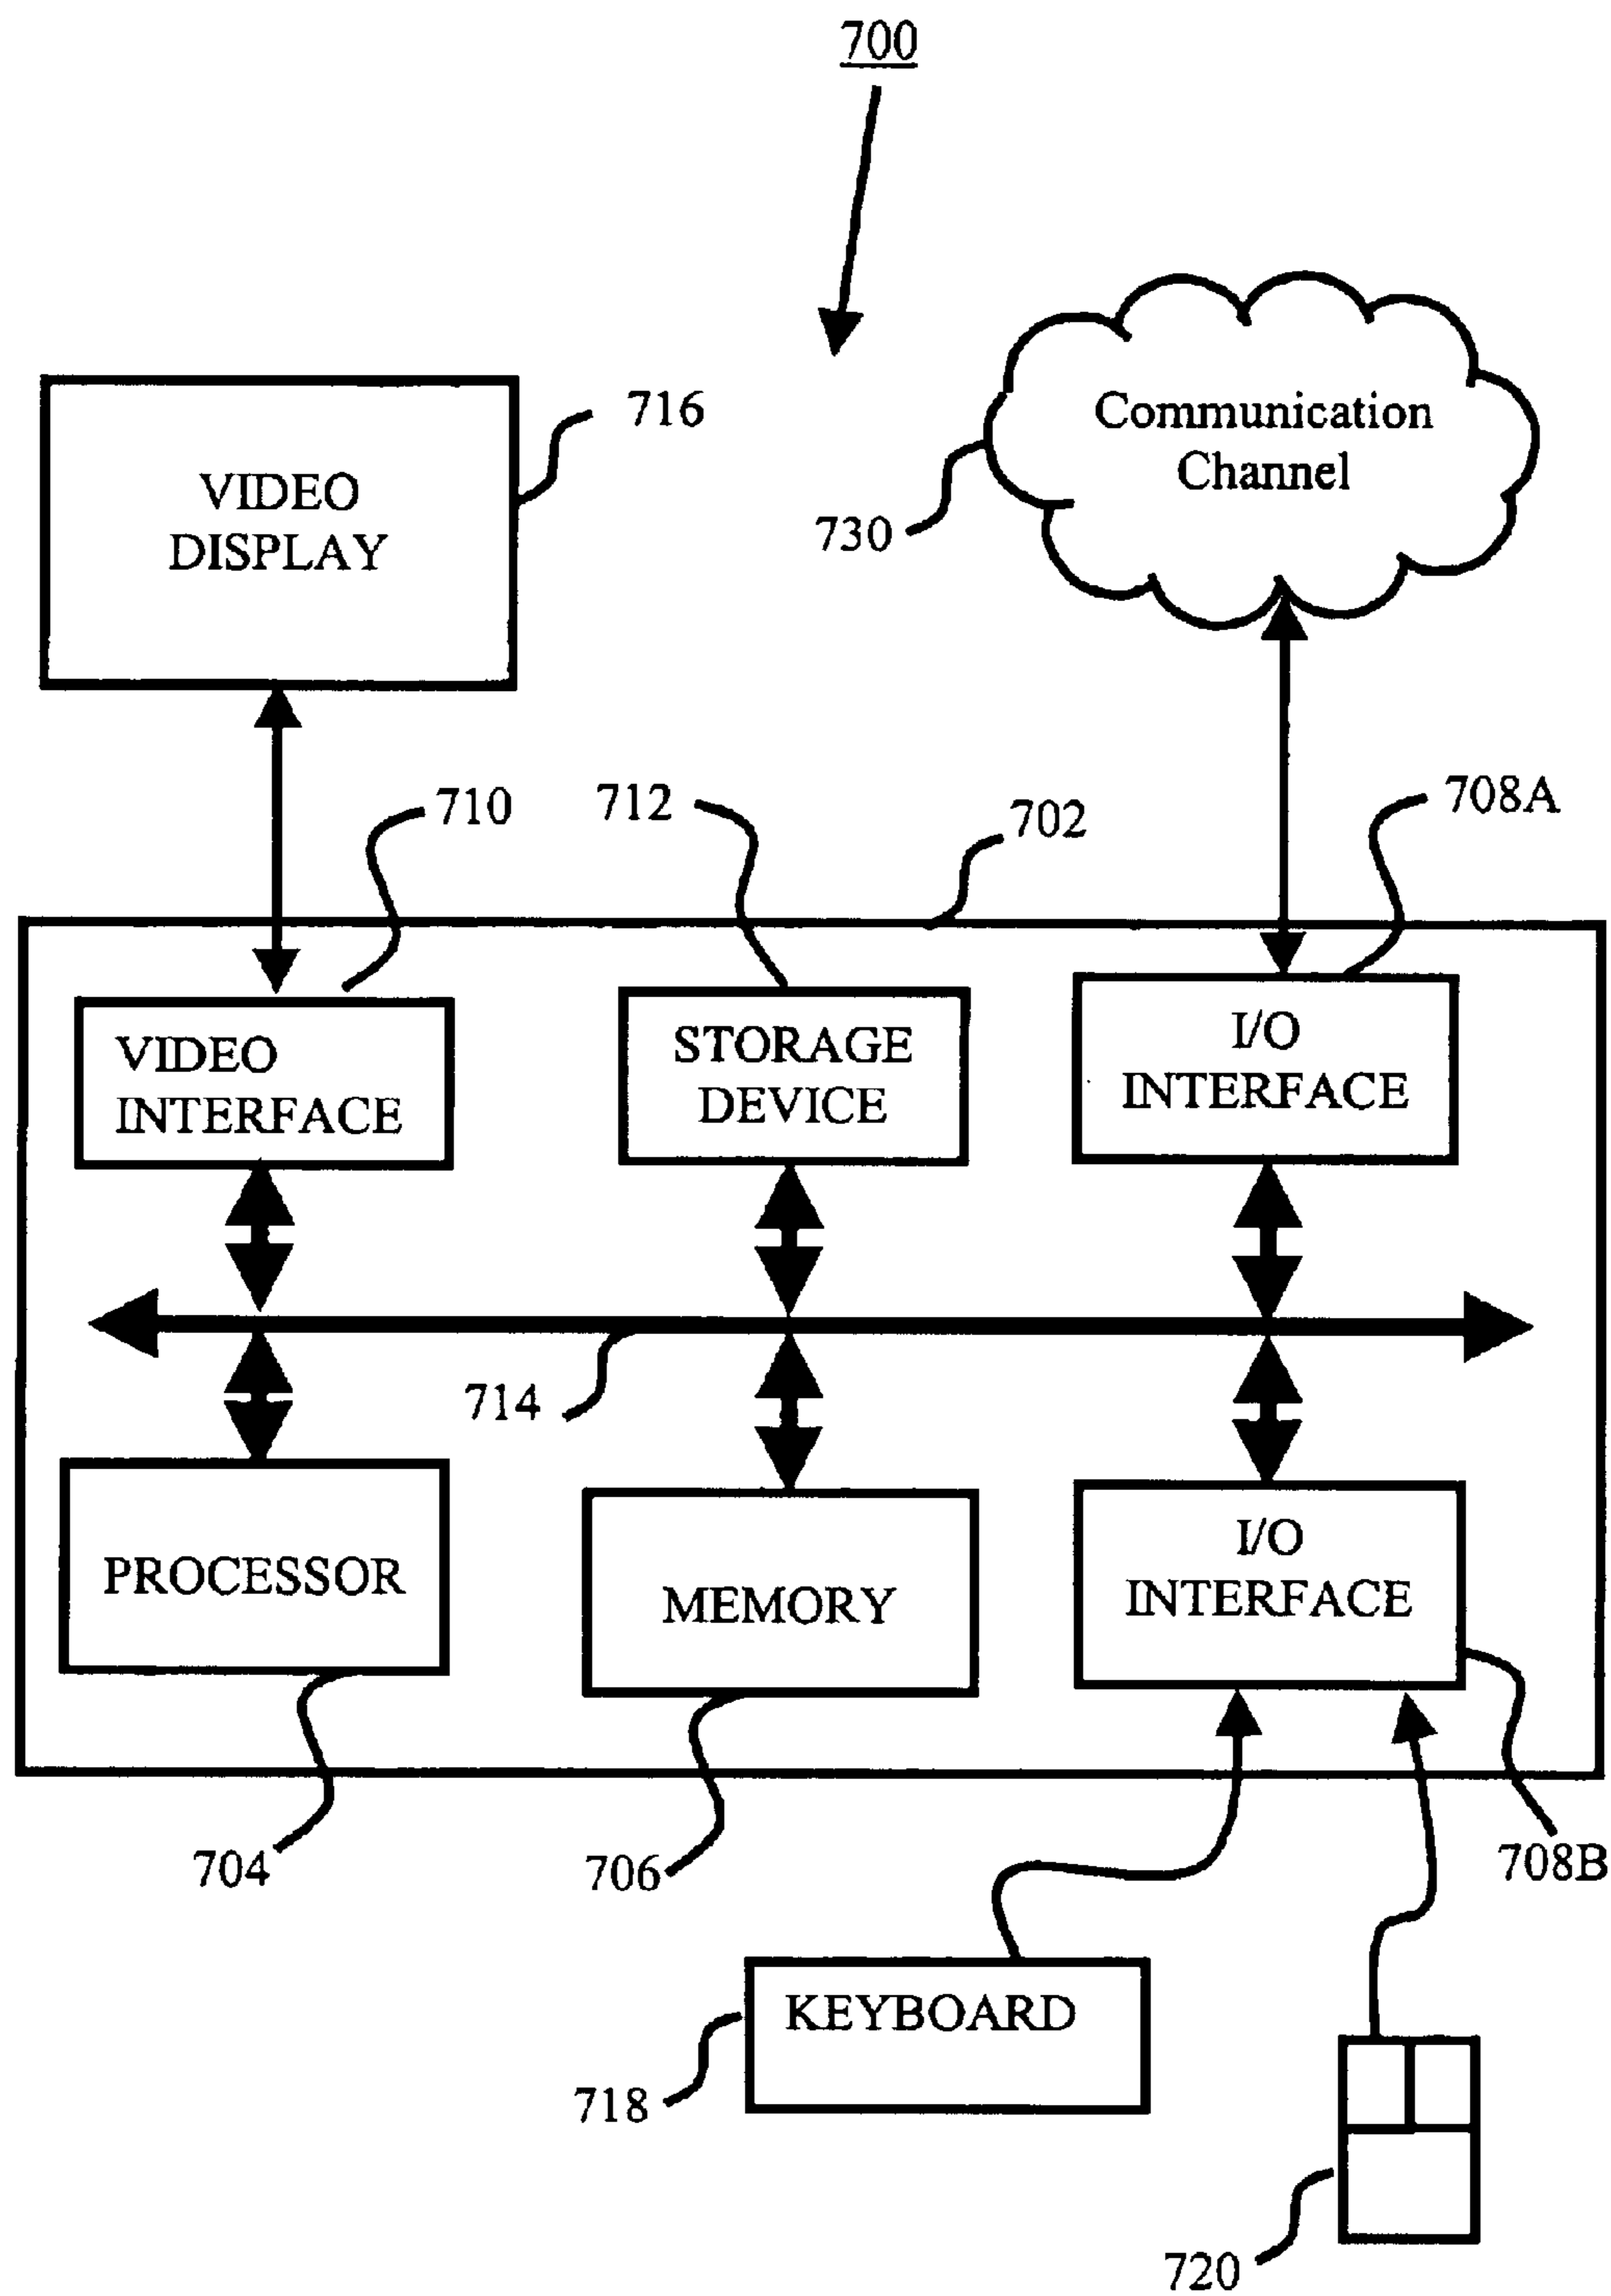 700
716
VIDEO
DISPLAY
Communication
Channel
730
710
712
702
708A
VIDEO
INTERFACE
STORAGE
DEVICE
I/O
INTERFACE
714
PROCESSOR
MEMORY
I/O
INTERFACE
704
706
708B
KEYBOARD
718
720